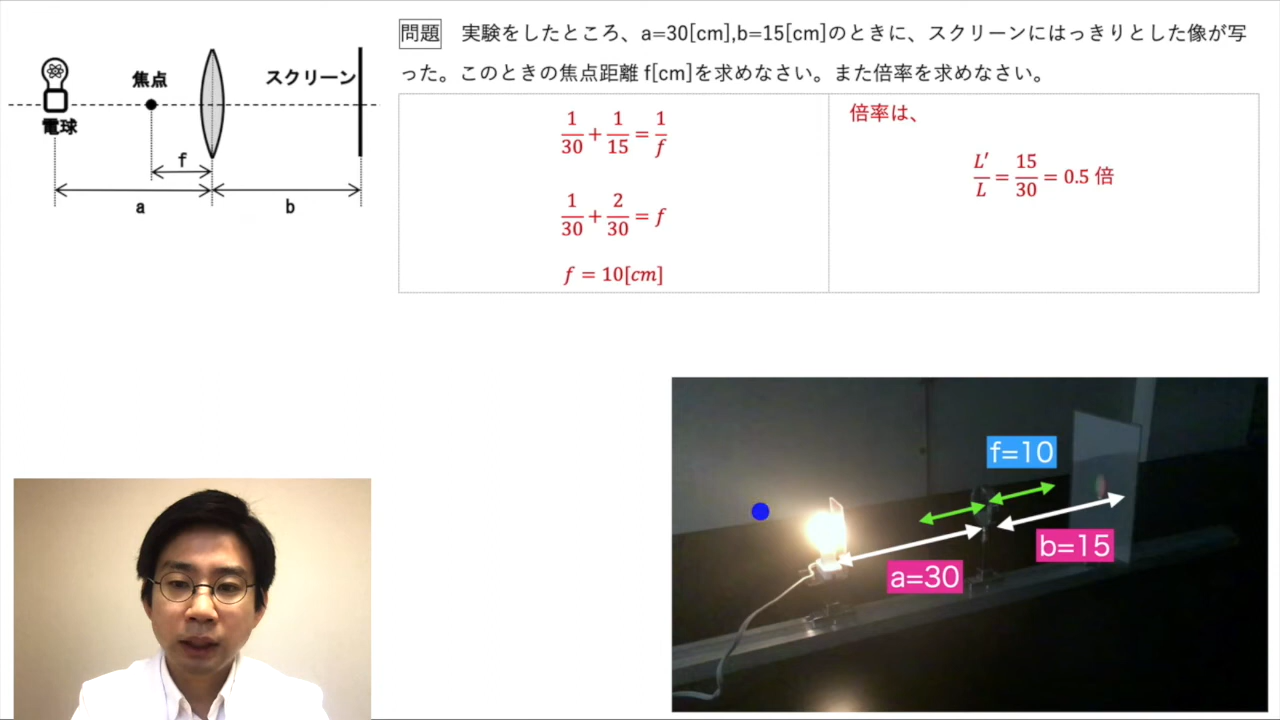 問題 実験をしたところ、a=30[cm],b=15[cm]のときに、スクリーンにはっきりとした像が写
った。このときの焦点距離 f[cm]を求めなさい。また倍率を求めなさい。
焦点
スクリーン
電球
f
a
b
1/30 + 1/15 = 1/f
1/30 + 2/30 = f
f = 10[cm]
倍率は、
L'/L = 15/30 = 0.5 倍
f=10
b=15
a=30